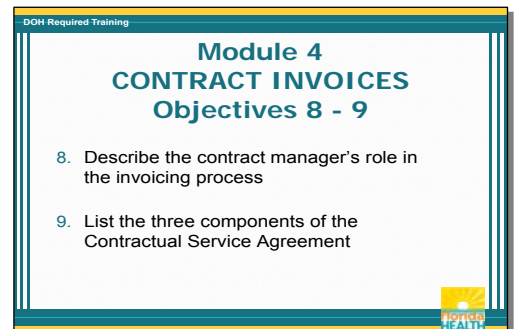 DOH Required Training
Module 4
CONTRACT INVOICES
Objectives 8 - 9
8. Describe the contract manager's role in
the invoicing process
9. List the three components of the
Contractual Service Agreement
Florida
HEALTH